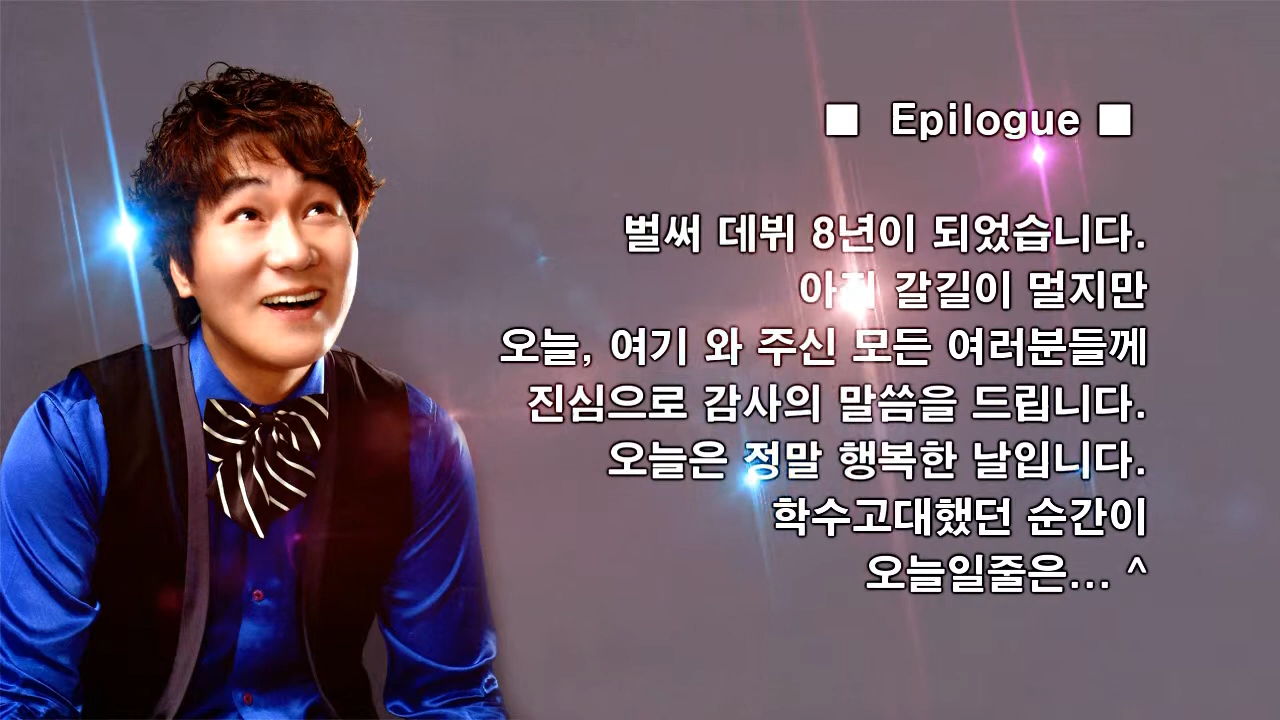 ■ Epilogue ■
벌써 데뷔 8년이 되었습니다.
아직 갈길이 멀지만
오늘, 여기 와 주신 모든 여러분들께
진심으로 감사의 말씀을 드립니다.
오늘은 정말 행복한 날입니다.
학수고대했던 순간이
오늘일줄은... ^